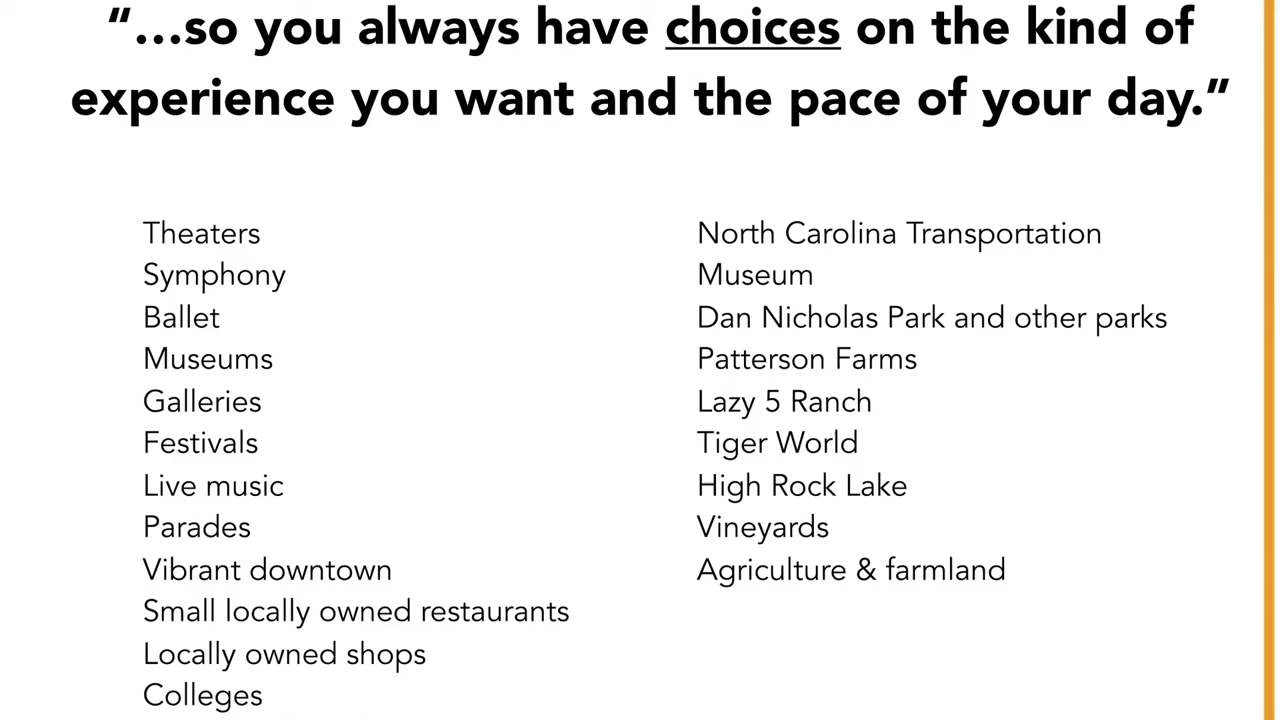 “...so you always have choices on the kind of
experience you want and the pace of your day.”
Theaters
Symphony
Ballet
Museums
Galleries
Festivals
Live music
Parades
Vibrant downtown
Small locally owned restaurants
Locally owned shops
Colleges
North Carolina Transportation
Museum
Dan Nicholas Park and other parks
Patterson Farms
Lazy 5 Ranch
Tiger World
High Rock Lake
Vineyards
Agriculture & farmland